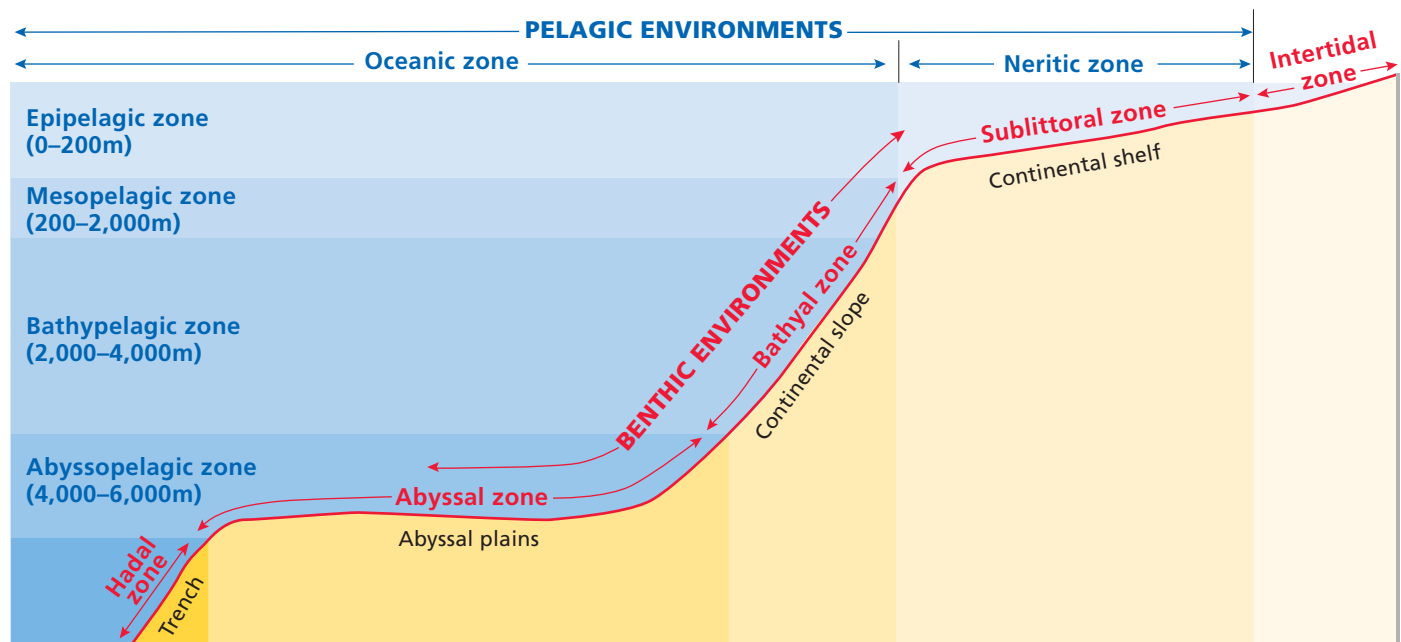 PELAGIC ENVIRONMENTS
Oceanic zone
Neritic zone
Intertidal
zone
Epipelagic zone
(0–200m)
Sublittoral zone
Continental shelf
Mesopelagic zone
(200–2,000m)
BENTHIC ENVIRONMENTS
Bathyal zone
Continental slope
Bathypelagic zone
(2,000–4,000m)
Abyssopelagic zone
(4,000–6,000m)
Abyssal zone
Abyssal plains
Hadal
zone
Trench